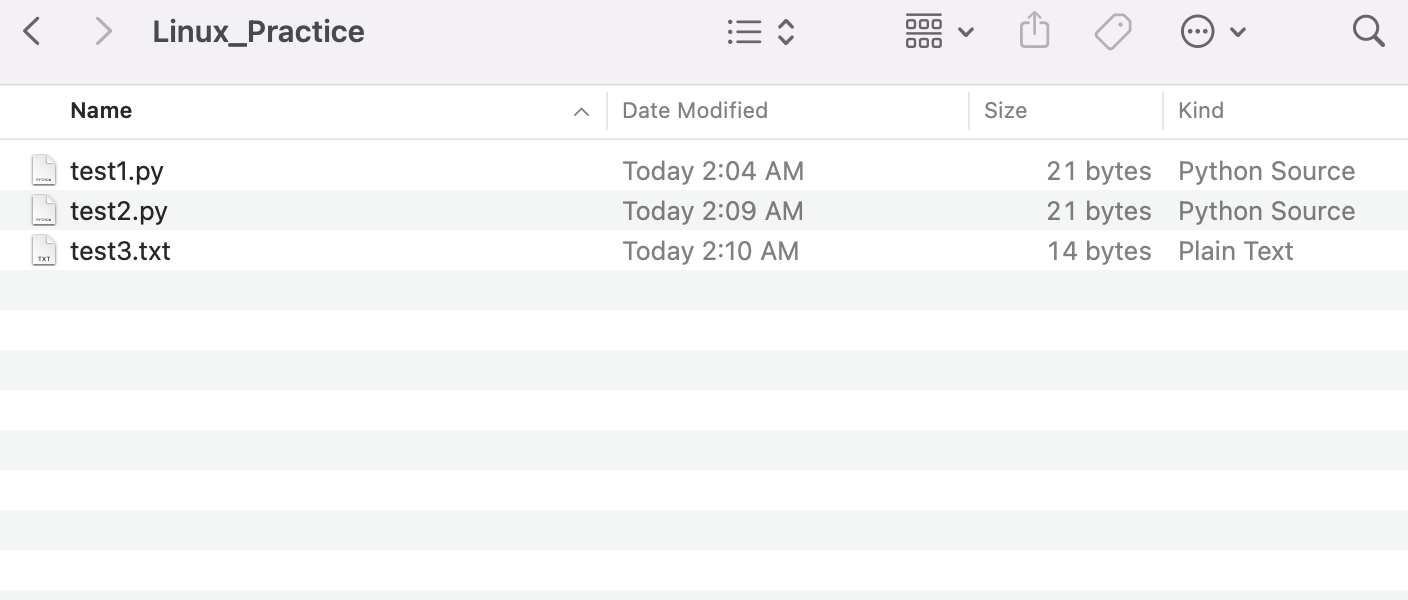 Linux_Practice
Name Date Modified Size Kind
test1.py Today 2:04 AM 21 bytes Python Source
test2.py Today 2:09 AM 21 bytes Python Source
test3.txt Today 2:10 AM 14 bytes Plain Text